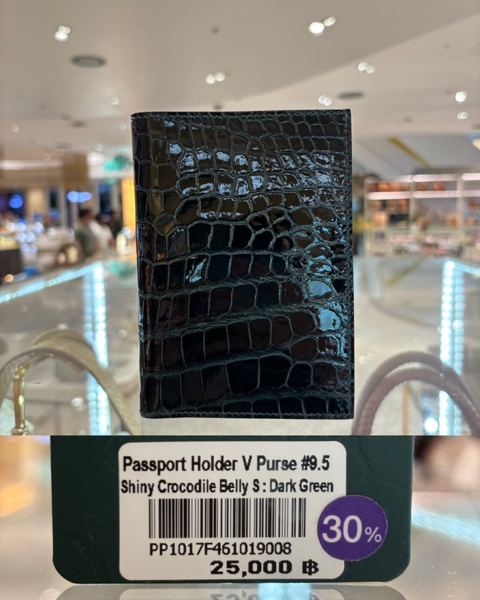 Passport Holder V Purse #9.5
Shiny Crocodile Belly S : Dark Green
30%
PP1017F461019008
25,000 ฿